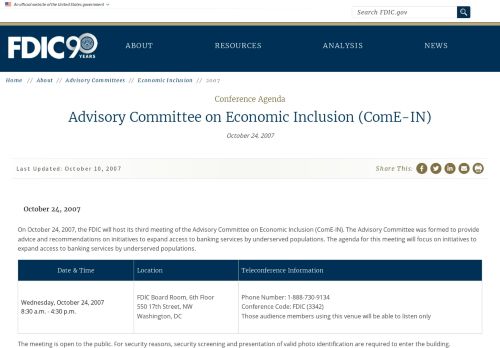 An official website of the United States government
Search FDIC.gov
FDIC 90 YEARS
ABOUT RESOURCES ANALYSIS NEWS
Home // About // Advisory Committees // Economic Inclusion // 2007
Conference Agenda
Advisory Committee on Economic Inclusion (ComE-IN)
October 24, 2007
Last Updated: October 10, 2007
Share This:
October 24, 2007
On October 24, 2007, the FDIC will host its third meeting of the Advisory Committee on Economic Inclusion (ComE-IN). The Advisory Committee was formed to provide
advice and recommendations on initiatives to expand access to banking services by underserved populations. The agenda for this meeting will focus on initiatives to
expand access to banking services by underserved populations.
Date & Time Location Teleconference Information
Wednesday, October 24, 2007
8:30 a.m. - 4:30 p.m.
FDIC Board Room, 6th Floor
550 17th Street, NW
Washington, DC
Phone Number: 1-888-730-9134
Conference Code: FDIC (3342)
Those audience members using this venue will be able to listen only
The meeting is open to the public. For security reasons, security screening and presentation of valid photo identification are required to enter the building.